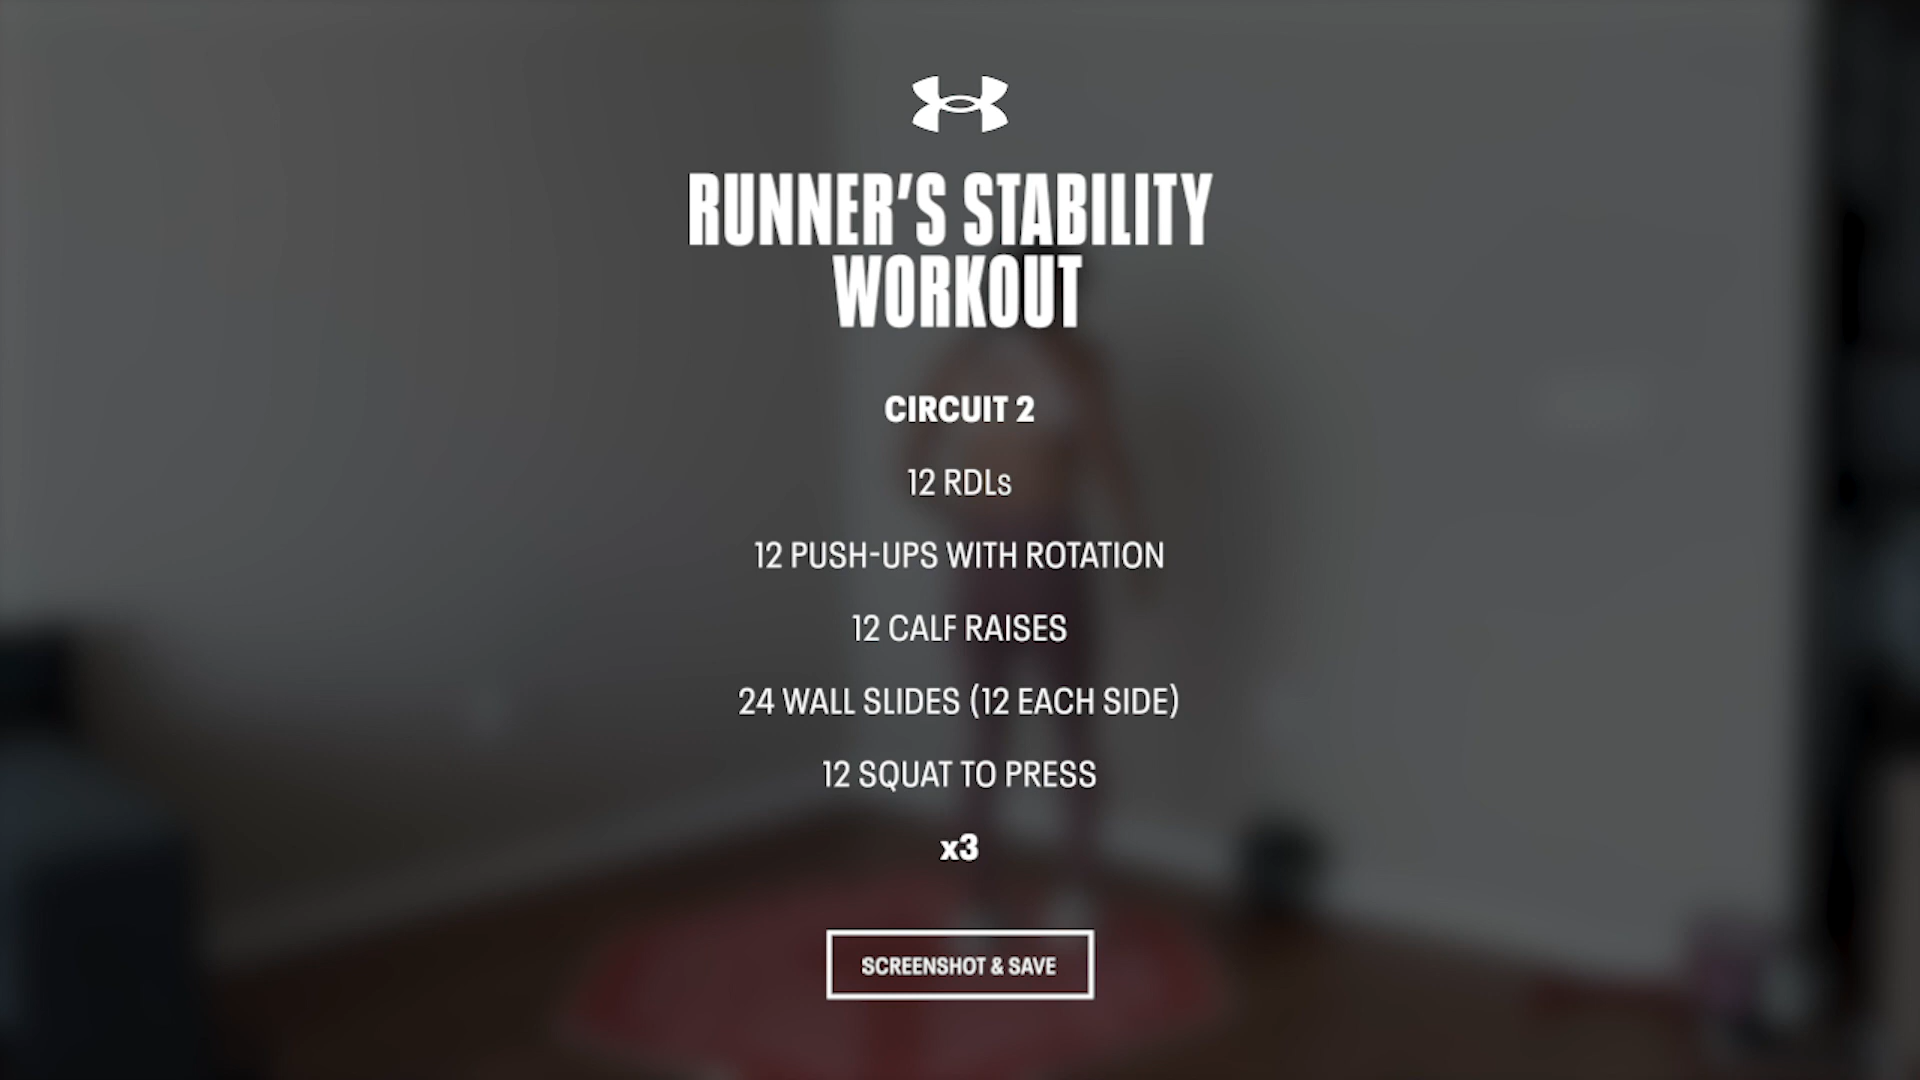 RUNNER'S STABILITY
WORKOUT
CIRCUIT 2
12 RDLs
12 PUSH-UPS WITH ROTATION
12 CALF RAISES
24 WALL SLIDES (12 EACH SIDE)
12 SQUAT TO PRESS
x3
SCREENSHOT & SAVE